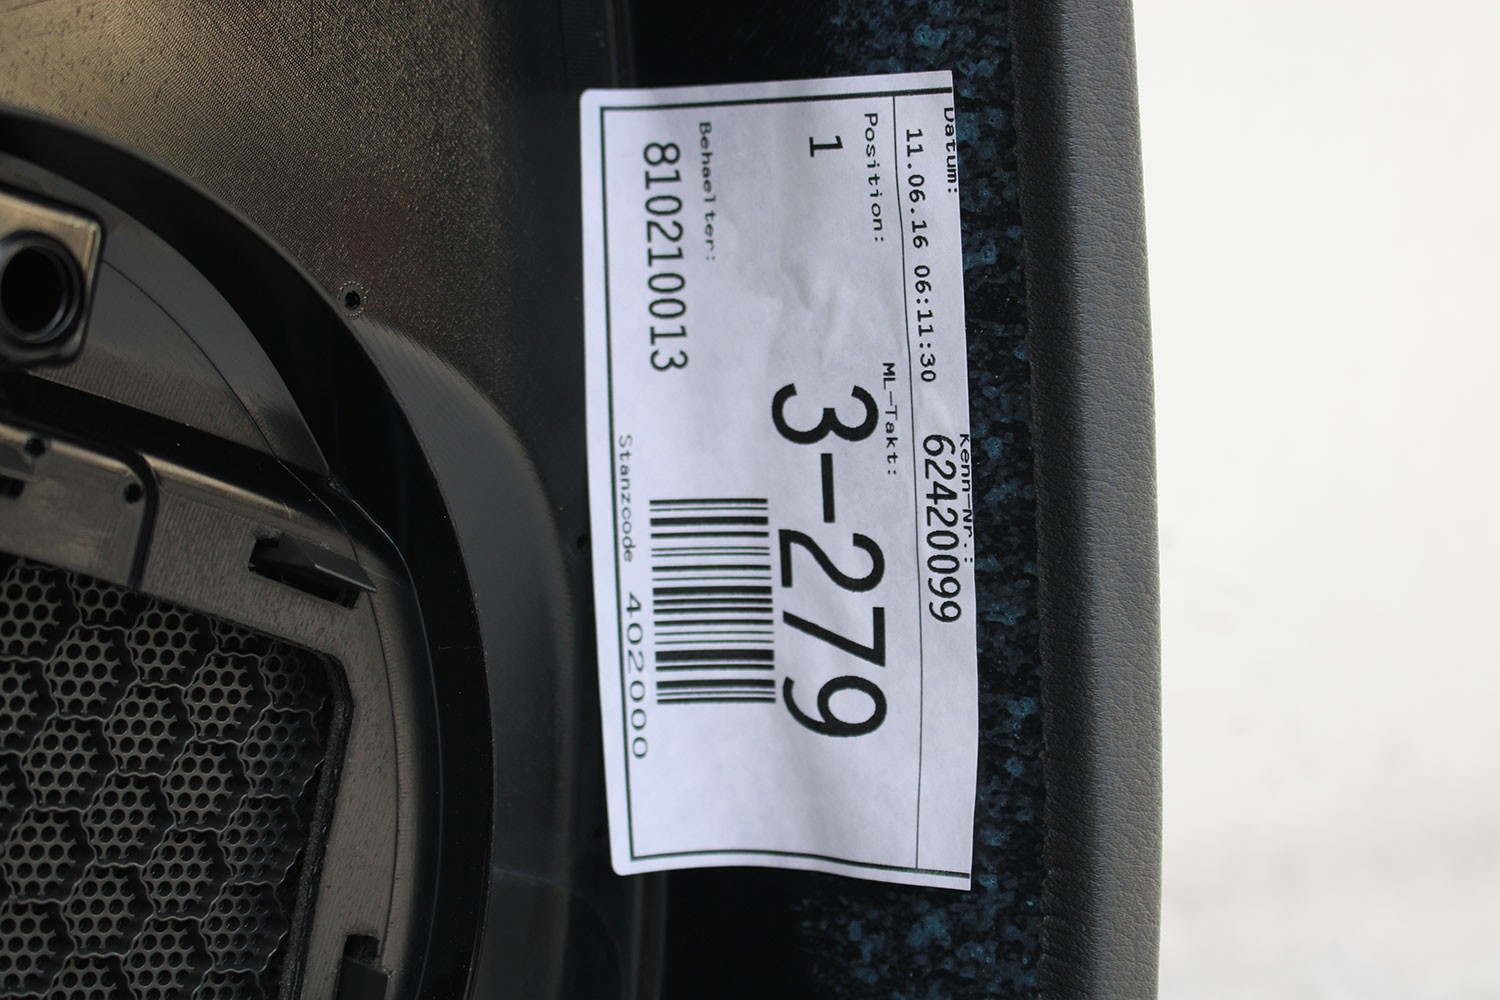 Datum: Kenn-Nr.:
11.06.16 06:11:30 62420099
Position: ML-Takt:
1 3-279
Behaelter:
810210013
Stanzcode 402000